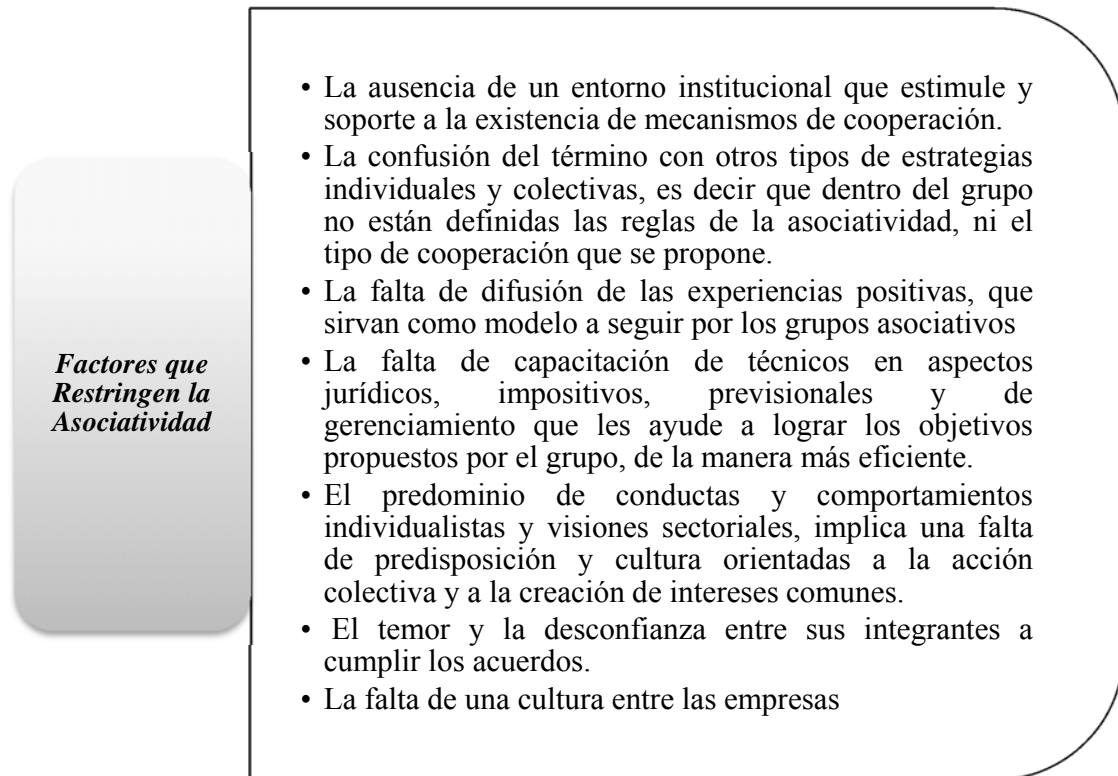 Factores que
Restringen la
Asociatividad
• La ausencia de un entorno institucional que estimule y
soporte a la existencia de mecanismos de cooperación.
• La confusión del término con otros tipos de estrategias
individuales y colectivas, es decir que dentro del grupo
no están definidas las reglas de la asociatividad, ni el
tipo de cooperación que se propone.
• La falta de difusión de las experiencias positivas, que
sirvan como modelo a seguir por los grupos asociativos
• La falta de capacitación de técnicos en aspectos
jurídicos, impositivos, previsionales y de
gerenciamiento que les ayude a lograr los objetivos
propuestos por el grupo, de la manera más eficiente.
• El predominio de conductas y comportamientos
individualistas y visiones sectoriales, implica una falta
de predisposición y cultura orientadas a la acción
colectiva y a la creación de intereses comunes.
• El temor y la desconfianza entre sus integrantes a
cumplir los acuerdos.
• La falta de una cultura entre las empresas